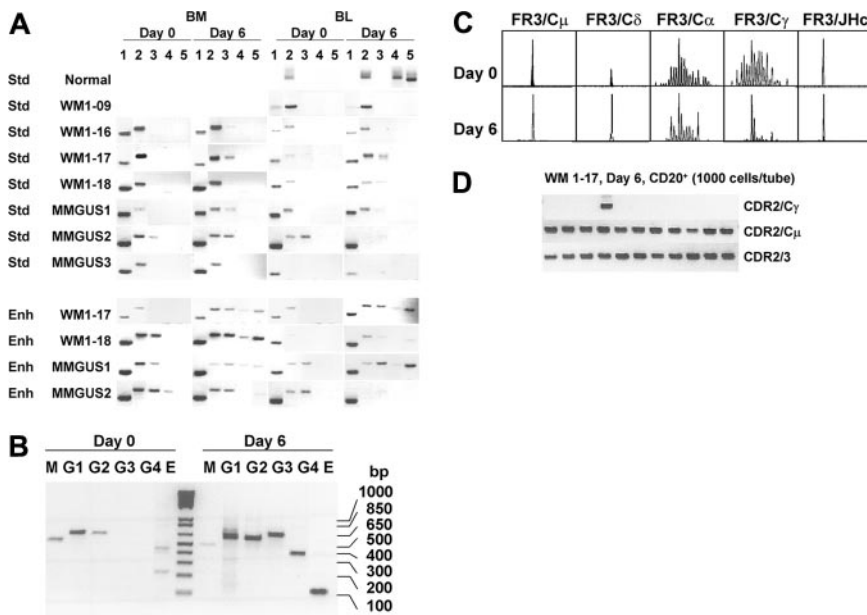 A
BM
BL
Day 0
Day 6
Day 0
Day 6
1 2 3 4 5
1 2 3 4 5
1 2 3 4 5
1 2 3 4 5
Std Normal
Std WM1-09
Std WM1-16
Std WM1-17
Std WM1-18
Std MMGUS1
Std MMGUS2
Std MMGUS3
Enh WM1-17
Enh WM1-18
Enh MMGUS1
Enh MMGUS2
B
Day 0
Day 6
M G1 G2 G3 G4 E
M G1 G2 G3 G4 E
bp
1000
850
650
500
400
300
200
100
C
FR3/Cμ FR3/Cδ FR3/Cα FR3/Cγ FR3/JHc
Day 0
Day 6
D
WM 1-17, Day 6, CD20⁺ (1000 cells/tube)
CDR2/Cγ
CDR2/Cμ
CDR2/3